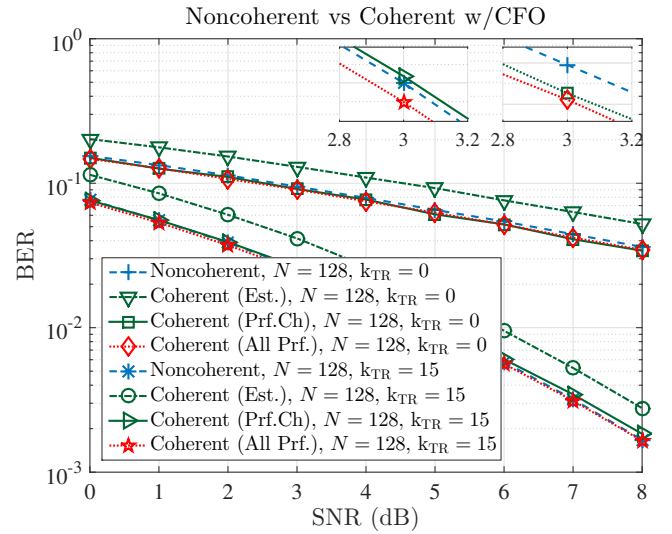 Noncoherent vs Coherent w/CFO
10^0
10^-1
10^-2
10^-3
BER
2.8 3 3.2
2.8 3 3.2
Noncoherent, N = 128, k_TR = 0
Coherent (Est.), N = 128, k_TR = 0
Coherent (Prf.Ch), N = 128, k_TR = 0
Coherent (All Prf.), N = 128, k_TR = 0
Noncoherent, N = 128, k_TR = 15
Coherent (Est.), N = 128, k_TR = 15
Coherent (Prf.Ch), N = 128, k_TR = 15
Coherent (All Prf.), N = 128, k_TR = 15
0 1 2 3 4 5 6 7 8
SNR (dB)